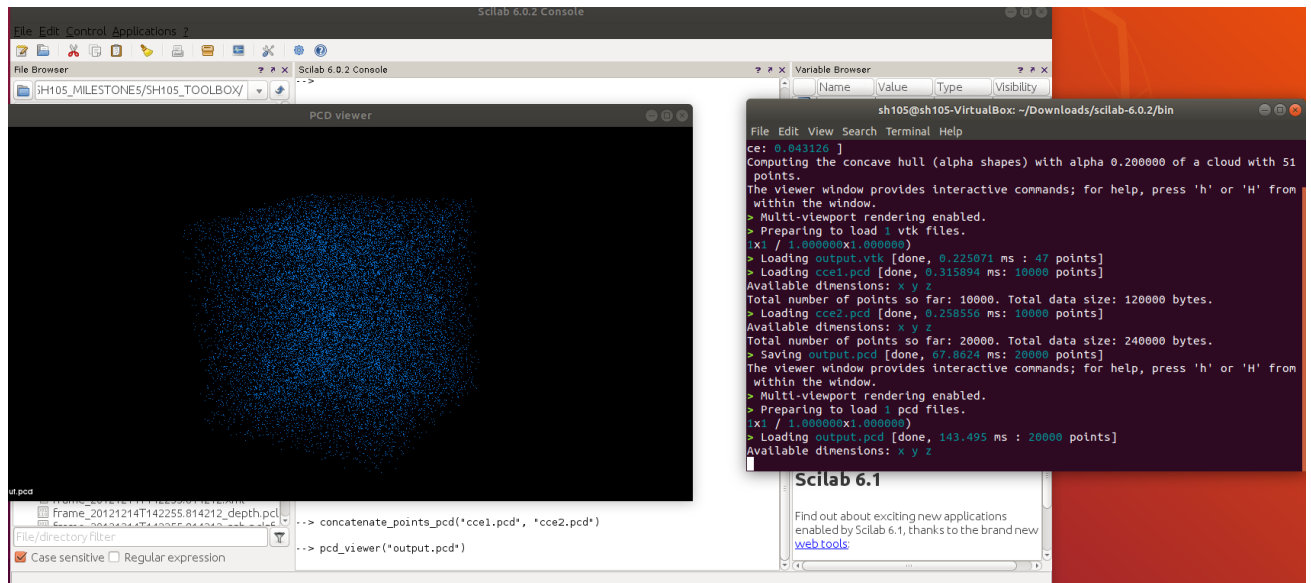 Scilab 6.0.2 Console
File Edit Control Applications ?
File Browser ? ↗ X
Scilab 6.0.2 Console ? ↗ X
Variable Browser ? ↗ X
-->
SH105_MILESTONES/SH105_TOOLBOX/
Name Value Type Visibility
PCD viewer
ut.pcd
sh105@sh105-VirtualBox: ~/Downloads/scilab-6.0.2/bin
File Edit View Search Terminal Help
ce: 0.043126 ]
Computing the concave hull (alpha shapes) with alpha 0.200000 of a cloud with 51
points.
The viewer window provides interactive commands; for help, press 'h' or 'H' from
within the window.
> Multi-viewport rendering enabled.
> Preparing to load 1 vtk files.
1x1 / 1.000000x1.000000)
> Loading output.vtk [done, 0.225071 ms : 47 points]
> Loading cce1.pcd [done, 0.315894 ms: 10000 points]
Available dimensions: x y z
Total number of points so far: 10000. Total data size: 120000 bytes.
> Loading cce2.pcd [done, 0.258556 ms: 10000 points]
Available dimensions: x y z
Total number of points so far: 20000. Total data size: 240000 bytes.
> Saving output.pcd [done, 67.8624 ms: 20000 points]
The viewer window provides interactive commands; for help, press 'h' or 'H' from
within the window.
> Multi-viewport rendering enabled.
> Preparing to load 1 pcd files.
1x1 / 1.000000x1.000000)
> Loading output.pcd [done, 143.495 ms : 20000 points]
Available dimensions: x y z
frame_20121214T142255.814212_depth.pcl
File/directory filter
Case sensitive Regular expression
--> concatenate_points_pcd("cce1.pcd", "cce2.pcd")
--> pcd_viewer("output.pcd")
Scilab 6.1
Find out about exciting new applications
enabled by Scilab 6.1, thanks to the brand new
web tools: